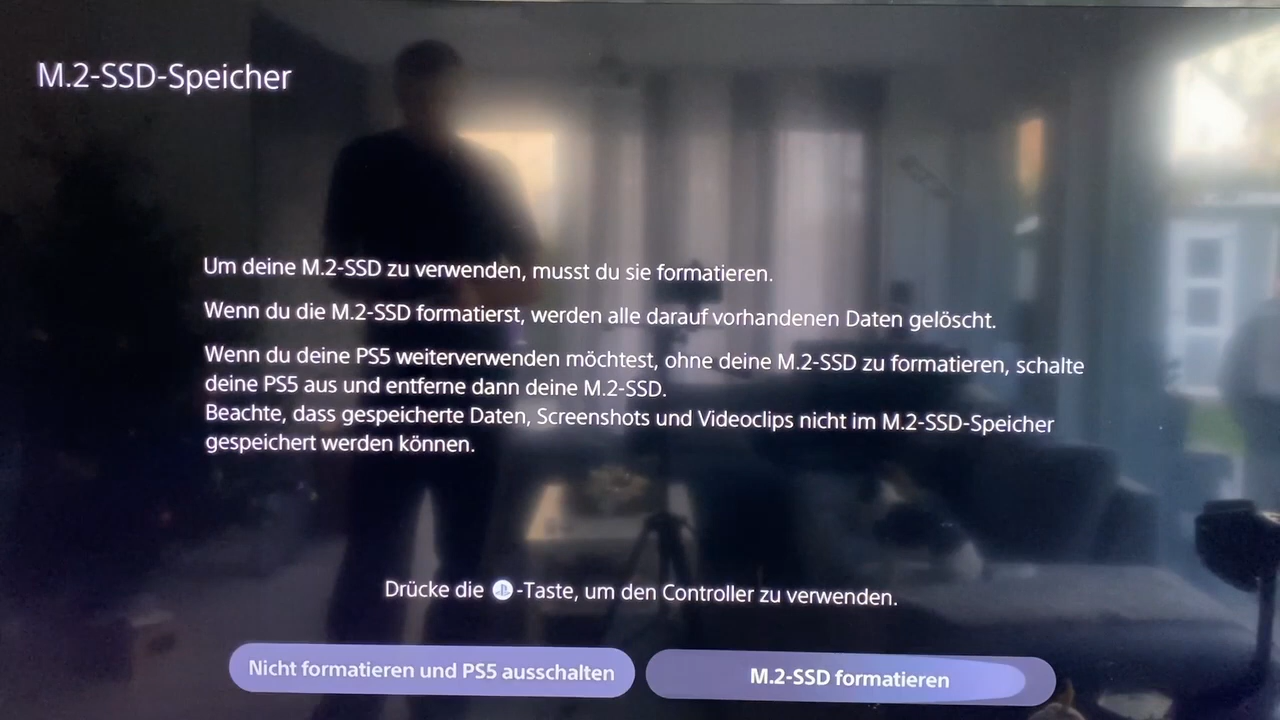 M.2-SSD-Speicher
Um deine M.2-SSD zu verwenden, musst du sie formatieren.
Wenn du die M.2-SSD formatierst, werden alle darauf vorhandenen Daten gelöscht.
Wenn du deine PS5 weiterverwenden möchtest, ohne deine M.2-SSD zu formatieren, schalte
deine PS5 aus und entferne dann deine M.2-SSD.
Beachte, dass gespeicherte Daten, Screenshots und Videoclips nicht im M.2-SSD-Speicher
gespeichert werden können.
Drücke die -Taste, um den Controller zu verwenden.
Nicht formatieren und PS5 ausschalten
M.2-SSD formatieren